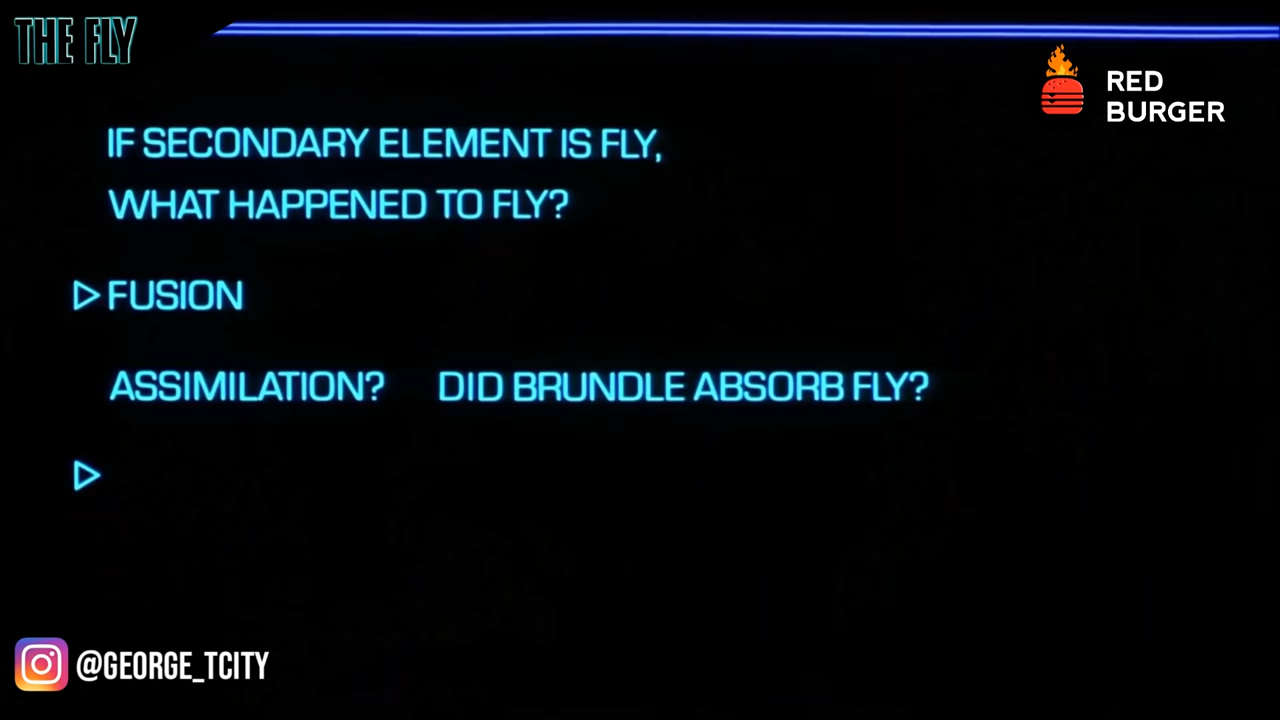 THE FLY
RED
BURGER
IF SECONDARY ELEMENT IS FLY,
WHAT HAPPENED TO FLY?
FUSION
ASSIMILATION? DID BRUNDLE ABSORB FLY?
@GEORGE_TCITY